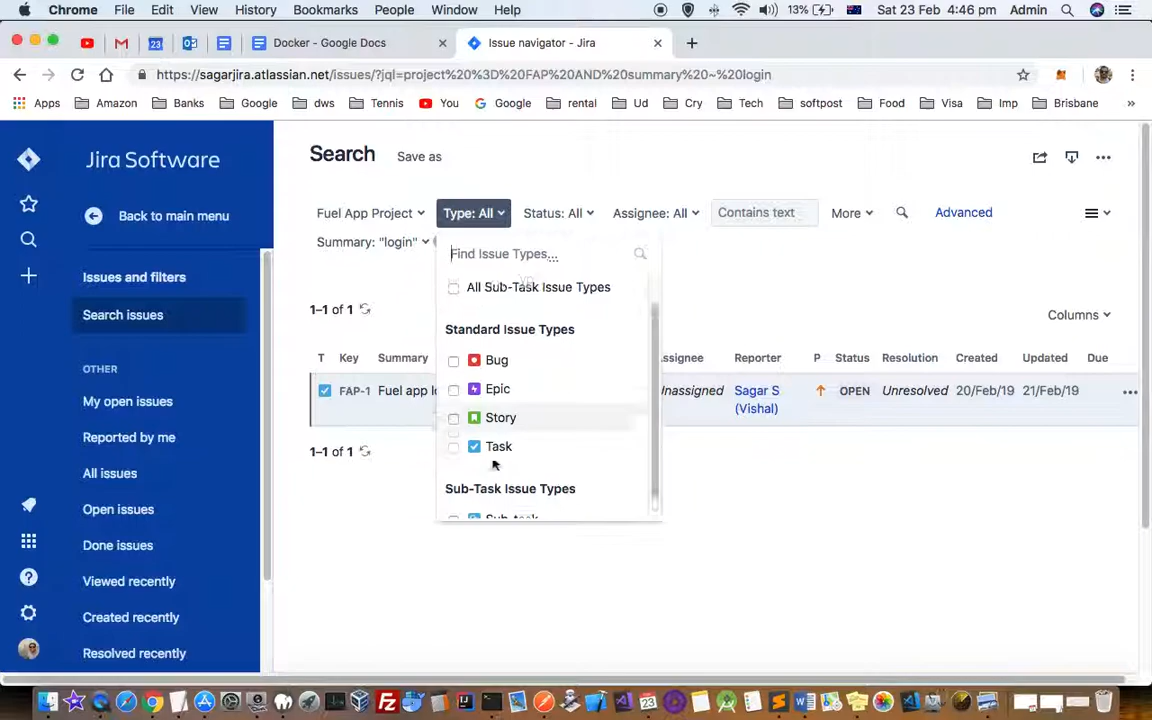 Chrome File Edit View History Bookmarks People Window Help 13% Sat 23 Feb 4:46 pm Admin
Docker - Google Docs
Issue navigator - Jira
https://sagarjira.atlassian.net/issues/?jql=project%20%3D%20FAP%20AND%20summary%20~%20login
Apps Amazon Banks Google dws Tennis You Google rental Ud Cry Tech softpost Food Visa Imp Brisbane »
Jira Software
Back to main menu
Issues and filters
Search issues
OTHER
My open issues
Reported by me
All issues
Open issues
Done issues
Viewed recently
Created recently
Resolved recently
Search Save as
Fuel App Project Type: All Status: All Assignee: All Contains text More Advanced
Summary: "login"
Find Issue Types...
All Sub-Task Issue Types
Standard Issue Types
Bug
Epic
Story
Task
Sub-Task Issue Types
Sub-task
1–1 of 1
Columns
T Key Summary Assignee Reporter P Status Resolution Created Updated Due
FAP-1 Fuel app Unassigned Sagar S (Vishal) OPEN Unresolved 20/Feb/19 21/Feb/19
1–1 of 1